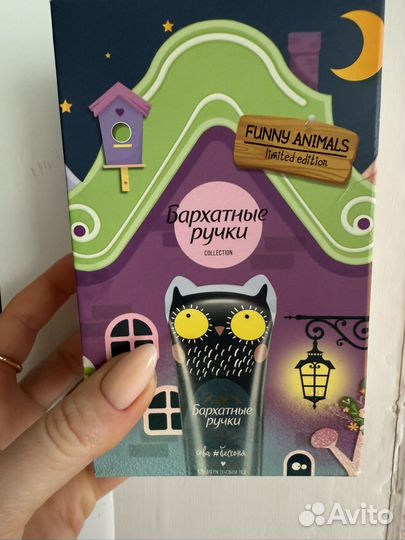 FUNNY ANIMALS
limited edition
Бархатные
ручки
COLLECTION
Бархатные
ручки
сова #бессоня
Avito